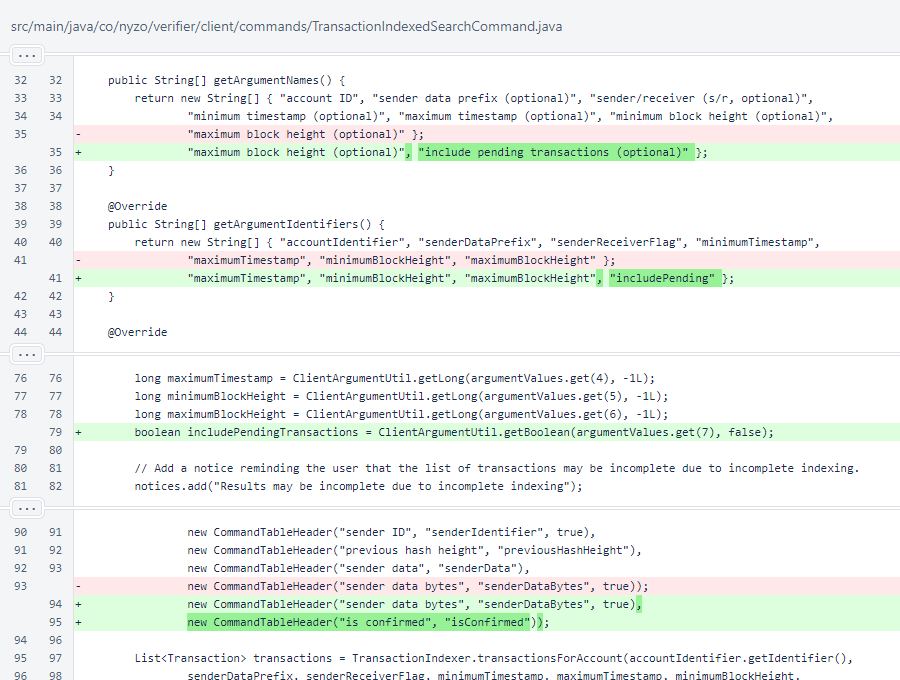 src/main/java/co/nyzo/verifier/client/commands/TransactionIndexedSearchCommand.java
...
32 32 public String[] getArgumentNames() {
33 33 return new String[] { "account ID", "sender data prefix (optional)", "sender/receiver (s/r, optional)",
34 34 "minimum timestamp (optional)", "maximum timestamp (optional)", "minimum block height (optional)",
35 - "maximum block height (optional)" };
35 + "maximum block height (optional)", "include pending transactions (optional)" };
36 36 }
37 37
38 38 @Override
39 39 public String[] getArgumentIdentifiers() {
40 40 return new String[] { "accountIdentifier", "senderDataPrefix", "senderReceiverFlag", "minimumTimestamp",
41 - "maximumTimestamp", "minimumBlockHeight", "maximumBlockHeight" };
41 + "maximumTimestamp", "minimumBlockHeight", "maximumBlockHeight", "includePending" };
42 42 }
43 43
44 44 @Override
...
76 76 long maximumTimestamp = ClientArgumentUtil.getLong(argumentValues.get(4), -1L);
77 77 long minimumBlockHeight = ClientArgumentUtil.getLong(argumentValues.get(5), -1L);
78 78 long maximumBlockHeight = ClientArgumentUtil.getLong(argumentValues.get(6), -1L);
79 + boolean includePendingTransactions = ClientArgumentUtil.getBoolean(argumentValues.get(7), false);
79 80
80 81 // Add a notice reminding the user that the list of transactions may be incomplete due to incomplete indexing.
81 82 notices.add("Results may be incomplete due to incomplete indexing");
...
90 91 new CommandTableHeader("sender ID", "senderIdentifier", true),
91 92 new CommandTableHeader("previous hash height", "previousHashHeight"),
92 93 new CommandTableHeader("sender data", "senderData"),
93 - new CommandTableHeader("sender data bytes", "senderDataBytes", true));
94 + new CommandTableHeader("sender data bytes", "senderDataBytes", true),
95 + new CommandTableHeader("is confirmed", "isConfirmed"));
94 96
95 97 List<Transaction> transactions = TransactionIndexer.transactionsForAccount(accountIdentifier.getIdentifier(),
96 98 senderDataPrefix, senderReceiverFlag, minimumTimestamp, maximumTimestamp, minimumBlockHeight,